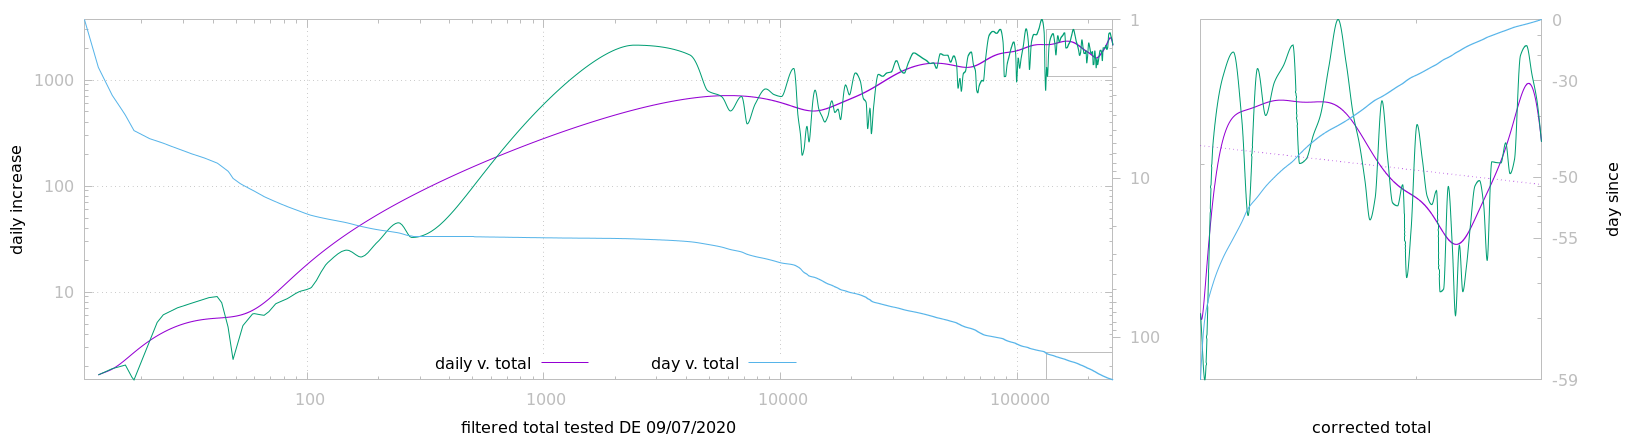 daily increase
1000
100
10
daily v. total
day v. total
100
1000
10000
100000
filtered total tested DE 09/07/2020
1
10
100
0
-30
-50
-55
-59
day since
corrected total